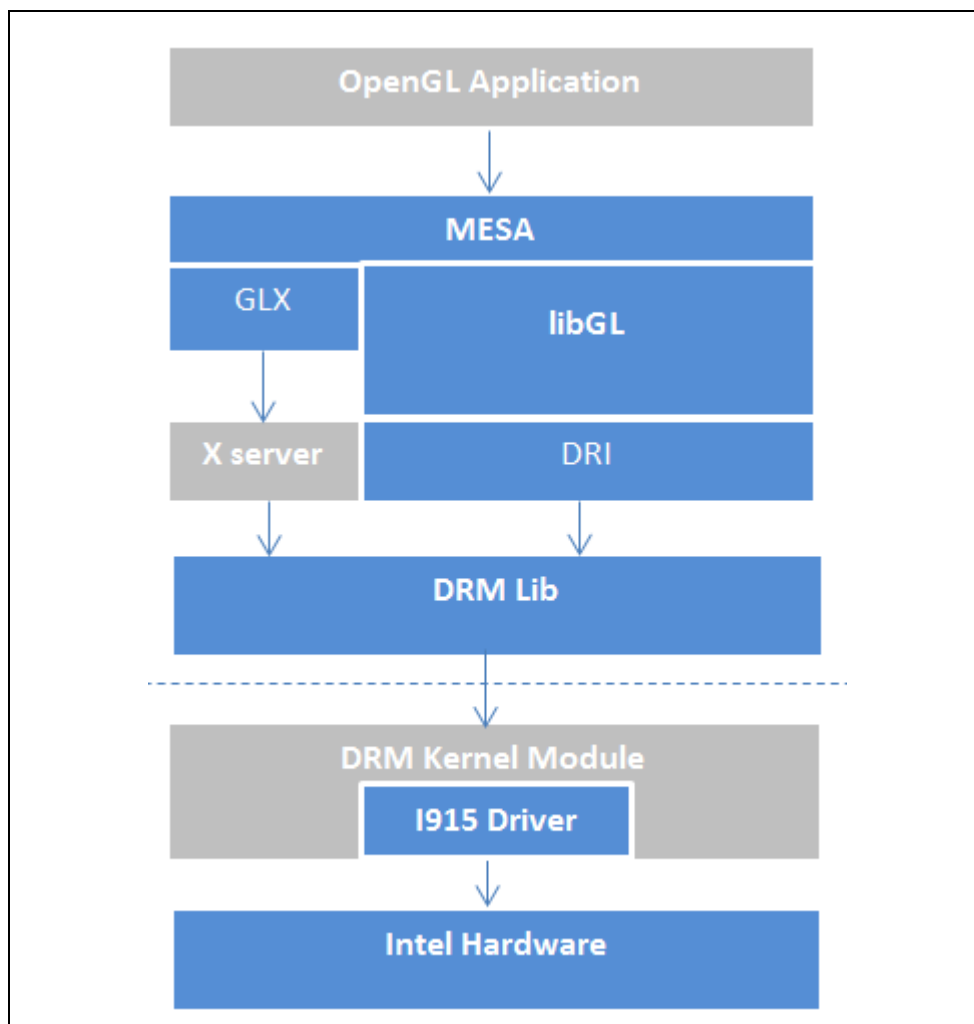 OpenGL Application
MESA
GLX
libGL
X server
DRI
DRM Lib
DRM Kernel Module
I915 Driver
Intel Hardware